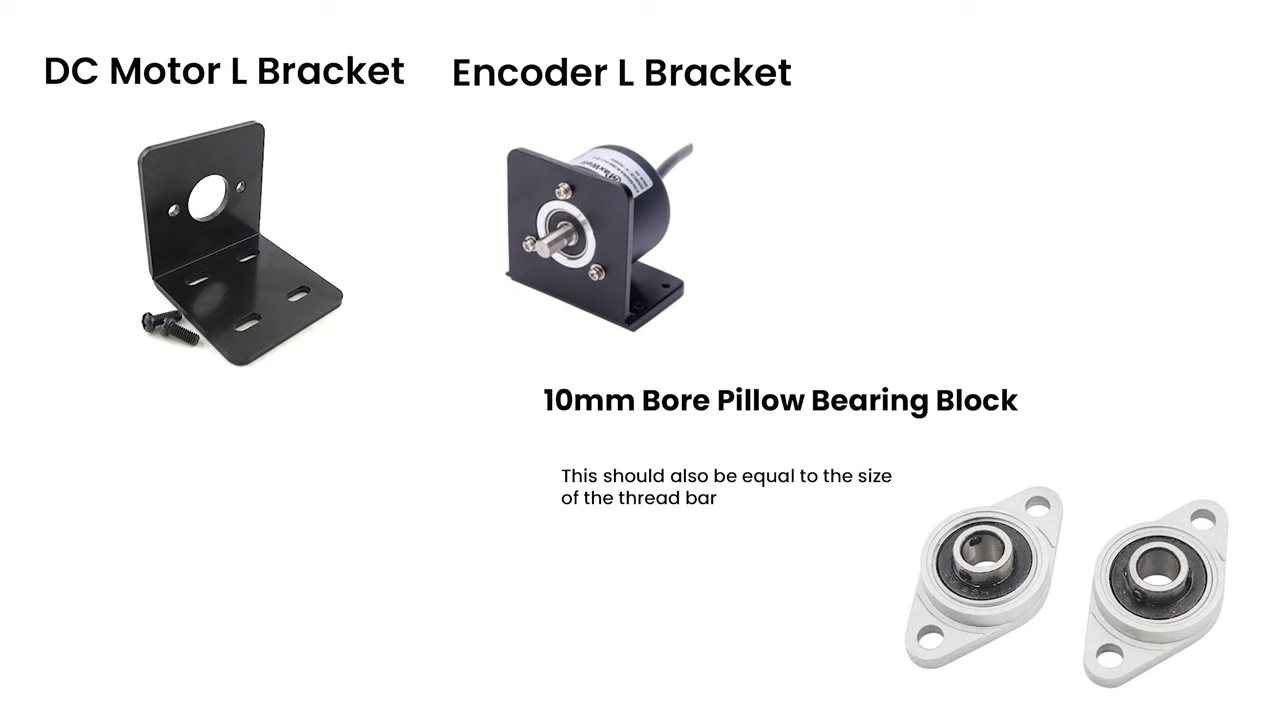 DC Motor L Bracket
Encoder L Bracket
10mm Bore Pillow Bearing Block
This should also be equal to the size
of the thread bar